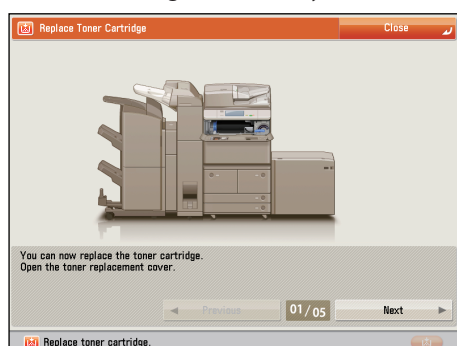 Replace Toner Cartridge
Close
You can now replace the toner cartridge.
Open the toner replacement cover.
Previous
01/05
Next
Replace toner cartridge.